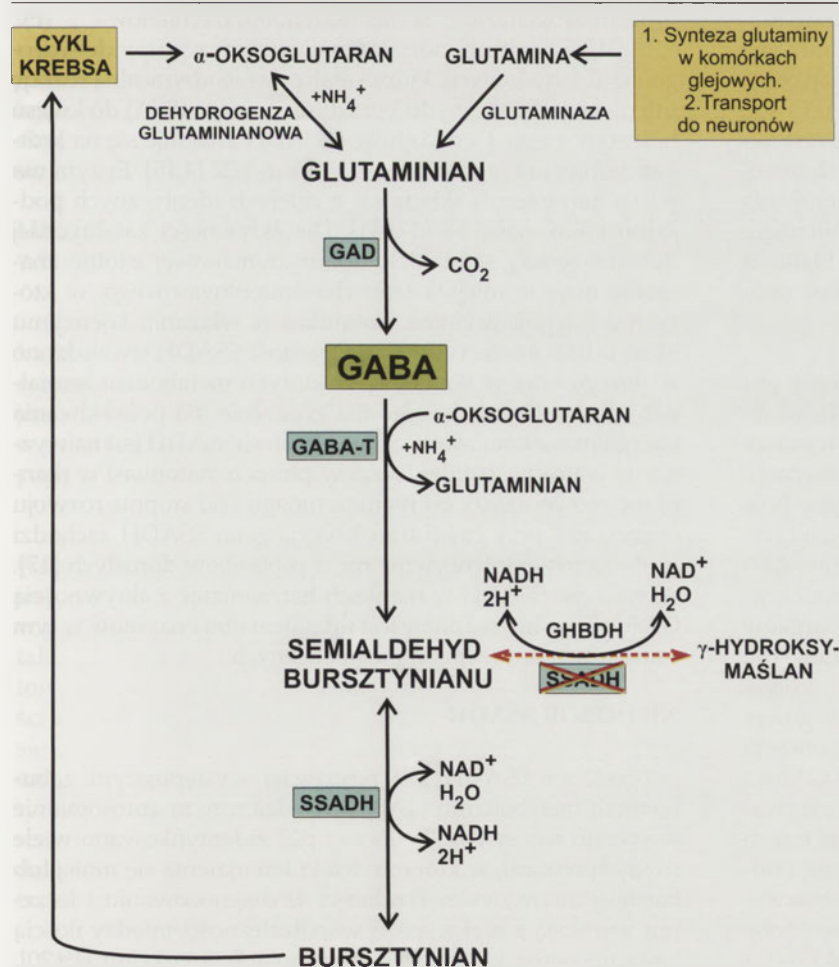 CYKL
KREBSA
α-OKSOGLUTARAN
GLUTAMINA
1. Synteza glutaminy
w komórkach
glejowych.
2.Transport
do neuronów
+NH₄⁺
DEHYDROGENZA
GLUTAMINIANOWA
GLUTAMINAZA
GLUTAMINIAN
GAD
CO₂
GABA
α-OKSOGLUTARAN
GABA-T
+NH₄⁺
GLUTAMINIAN
NADH
2H⁺
NAD⁺
H₂O
GHBDH
SEMIALDEHYD
BURSZTYNIANU
γ-HYDROKSY-
MAŚLAN
SSADH
SSADH
NAD⁺
H₂O
NADH
2H⁺
BURSZTYNIAN